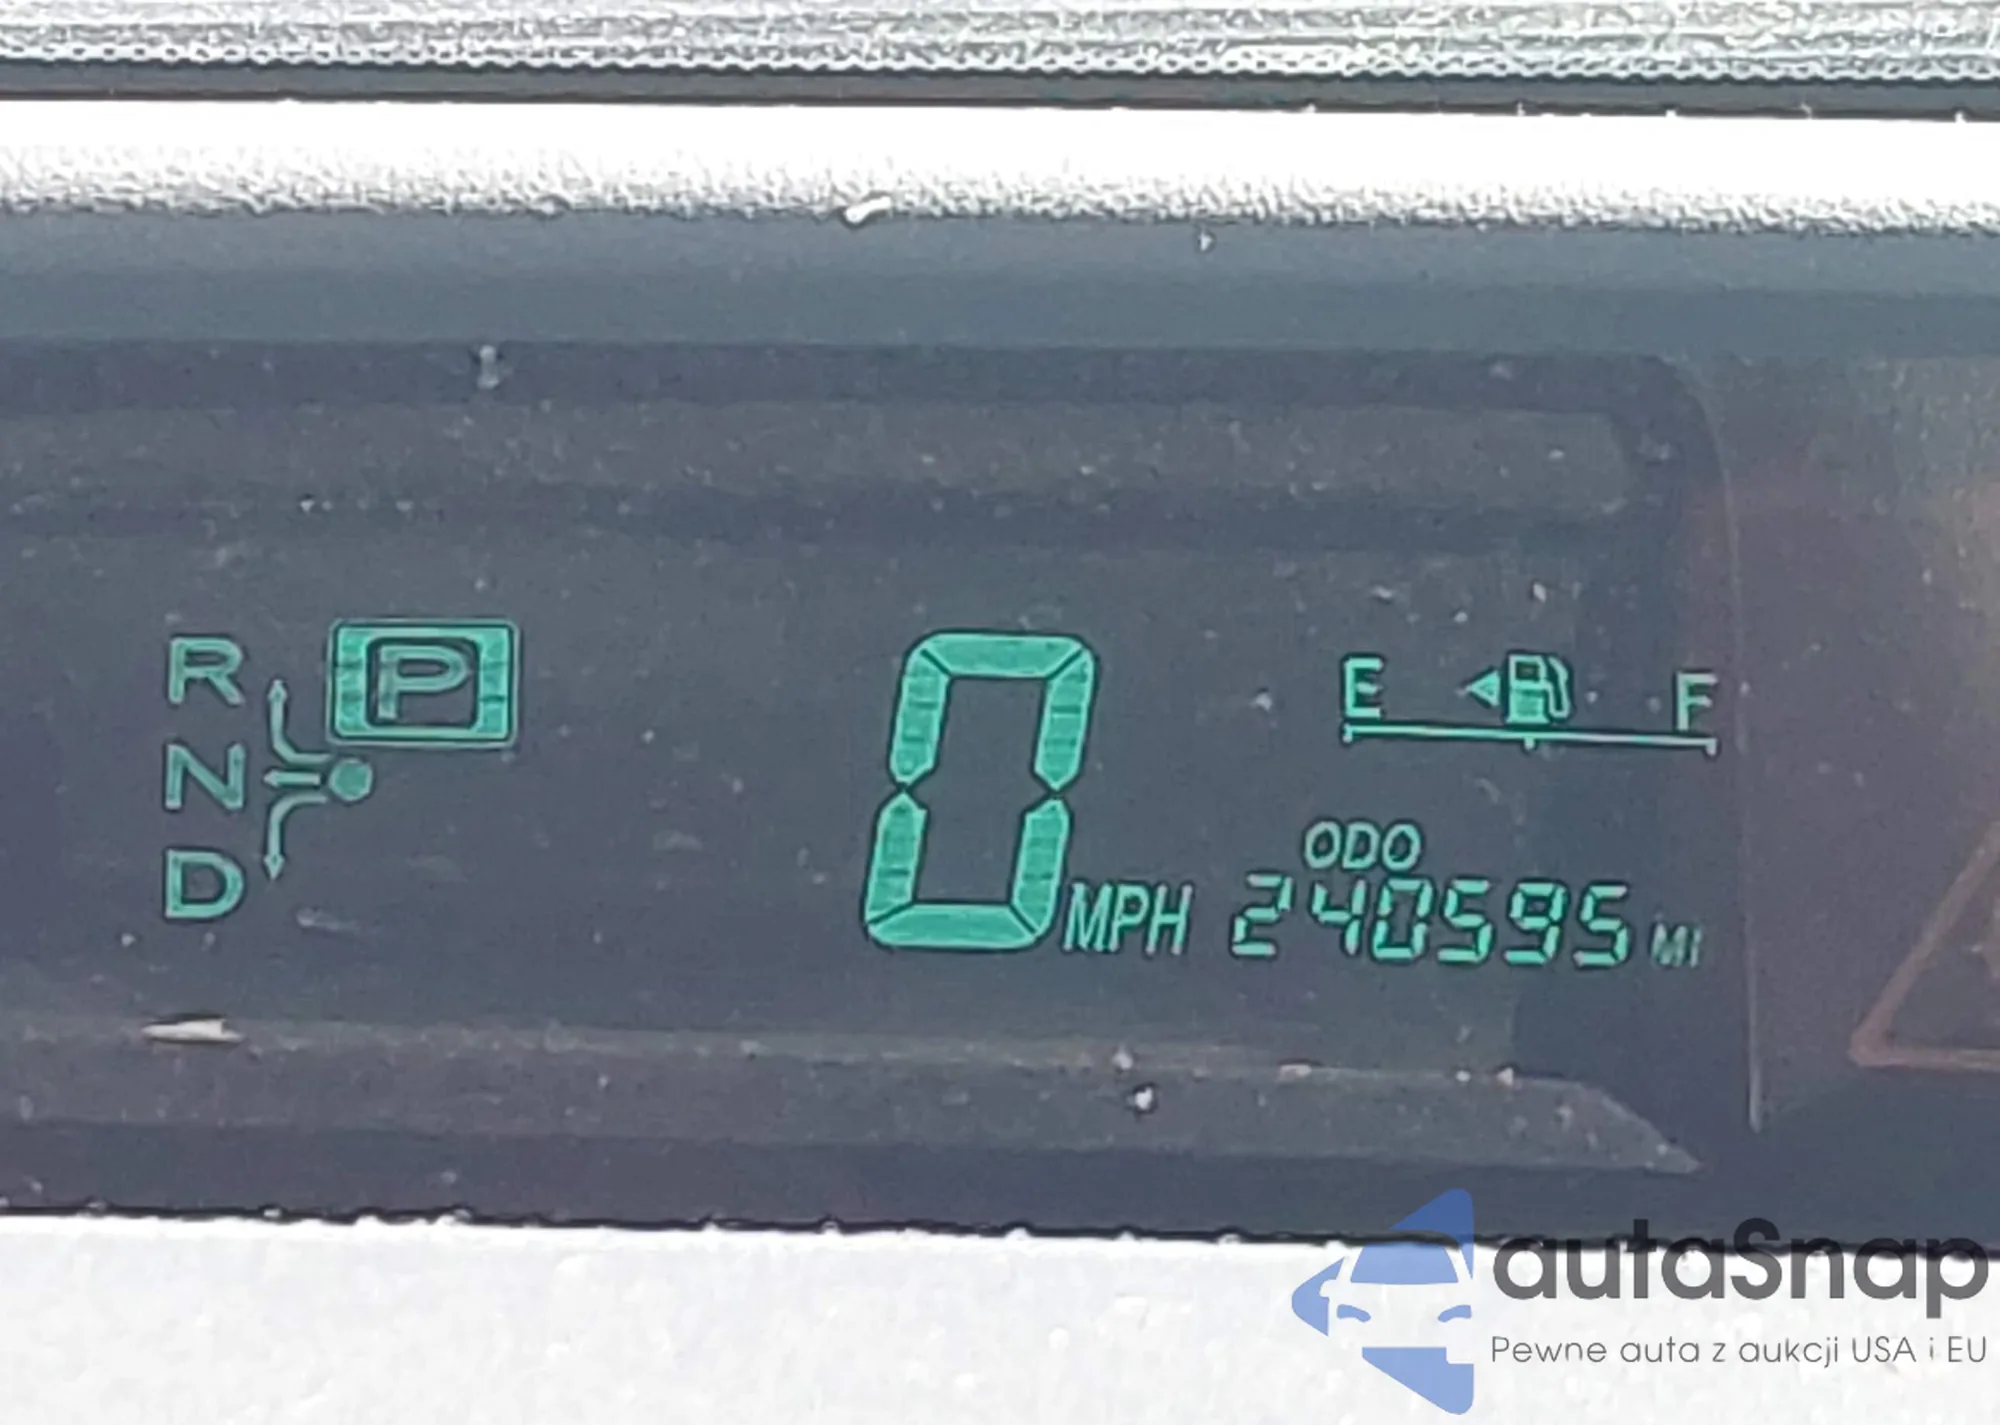 R
P
N
D
0 MPH
E F
ODO
240595 MI
autaSnap
Pewne auta z aukcji USA i EU